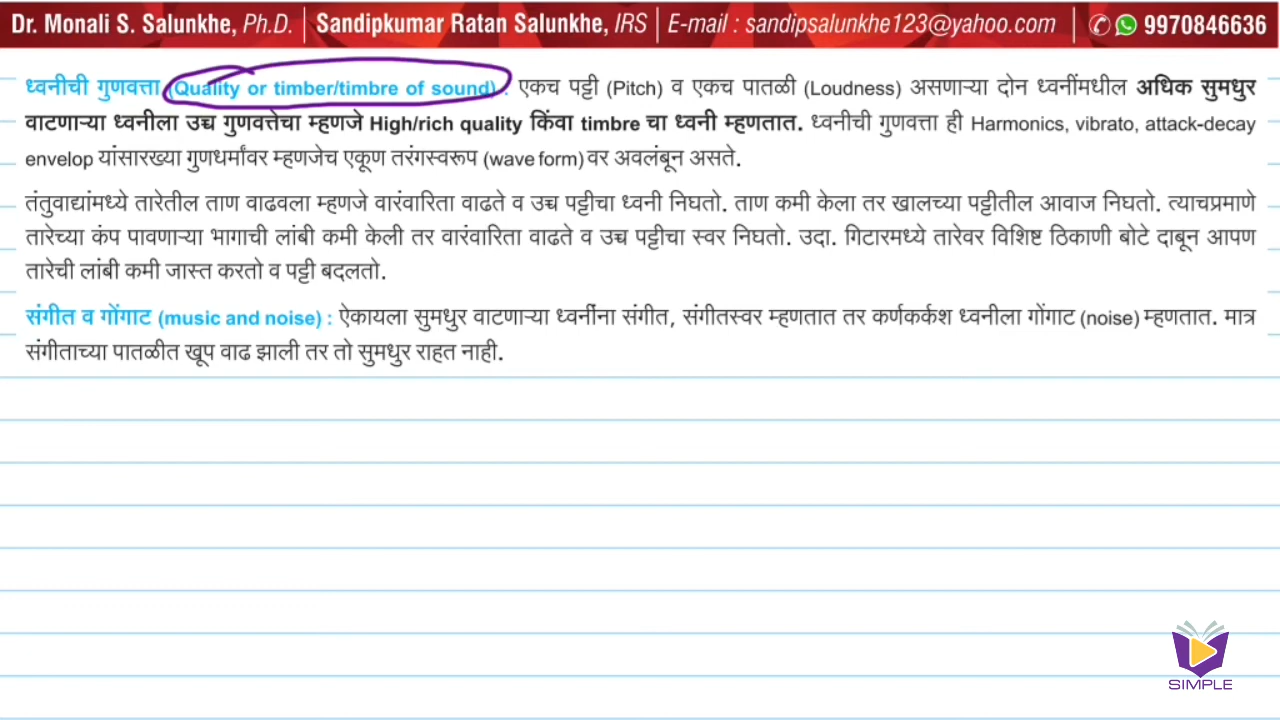 Dr. Monali S. Salunkhe, Ph.D. | Sandipkumar Ratan Salunkhe, IRS | E-mail : sandipsalunkhe123@yahoo.com | 9970846636
ध्वनीची गुणवत्ता (Quality or timber/timbre of sound) : एकच पट्टी (Pitch) व एकच पातळी (Loudness) असणाऱ्या दोन ध्वनींमधील अधिक सुमधुर
वाटणाऱ्या ध्वनीला उच्च गुणवत्तेचा म्हणजे High/rich quality किंवा timbre चा ध्वनी म्हणतात. ध्वनीची गुणवत्ता ही Harmonics, vibrato, attack-decay
envelop यांसारख्या गुणधर्मांवर म्हणजेच एकूण तरंगस्वरूप (wave form) वर अवलंबून असते.
तंतुवाद्यांमध्ये तारेतील ताण वाढवला म्हणजे वारंवारिता वाढते व उच्च पट्टीचा ध्वनी निघतो. ताण कमी केला तर खालच्या पट्टीतील आवाज निघतो. त्याचप्रमाणे
तारेच्या कंप पावणाऱ्या भागाची लांबी कमी केली तर वारंवारिता वाढते व उच्च पट्टीचा स्वर निघतो. उदा. गिटारमध्ये तारेवर विशिष्ट ठिकाणी बोटे दाबून आपण
तारेची लांबी कमी जास्त करतो व पट्टी बदलतो.
संगीत व गोंगाट (music and noise) : ऐकायला सुमधुर वाटणाऱ्या ध्वनींना संगीत, संगीतस्वर म्हणतात तर कर्णकर्कश ध्वनीला गोंगाट (noise) म्हणतात. मात्र
संगीताच्या पातळीत खूप वाढ झाली तर तो सुमधुर राहत नाही.
SIMPLE